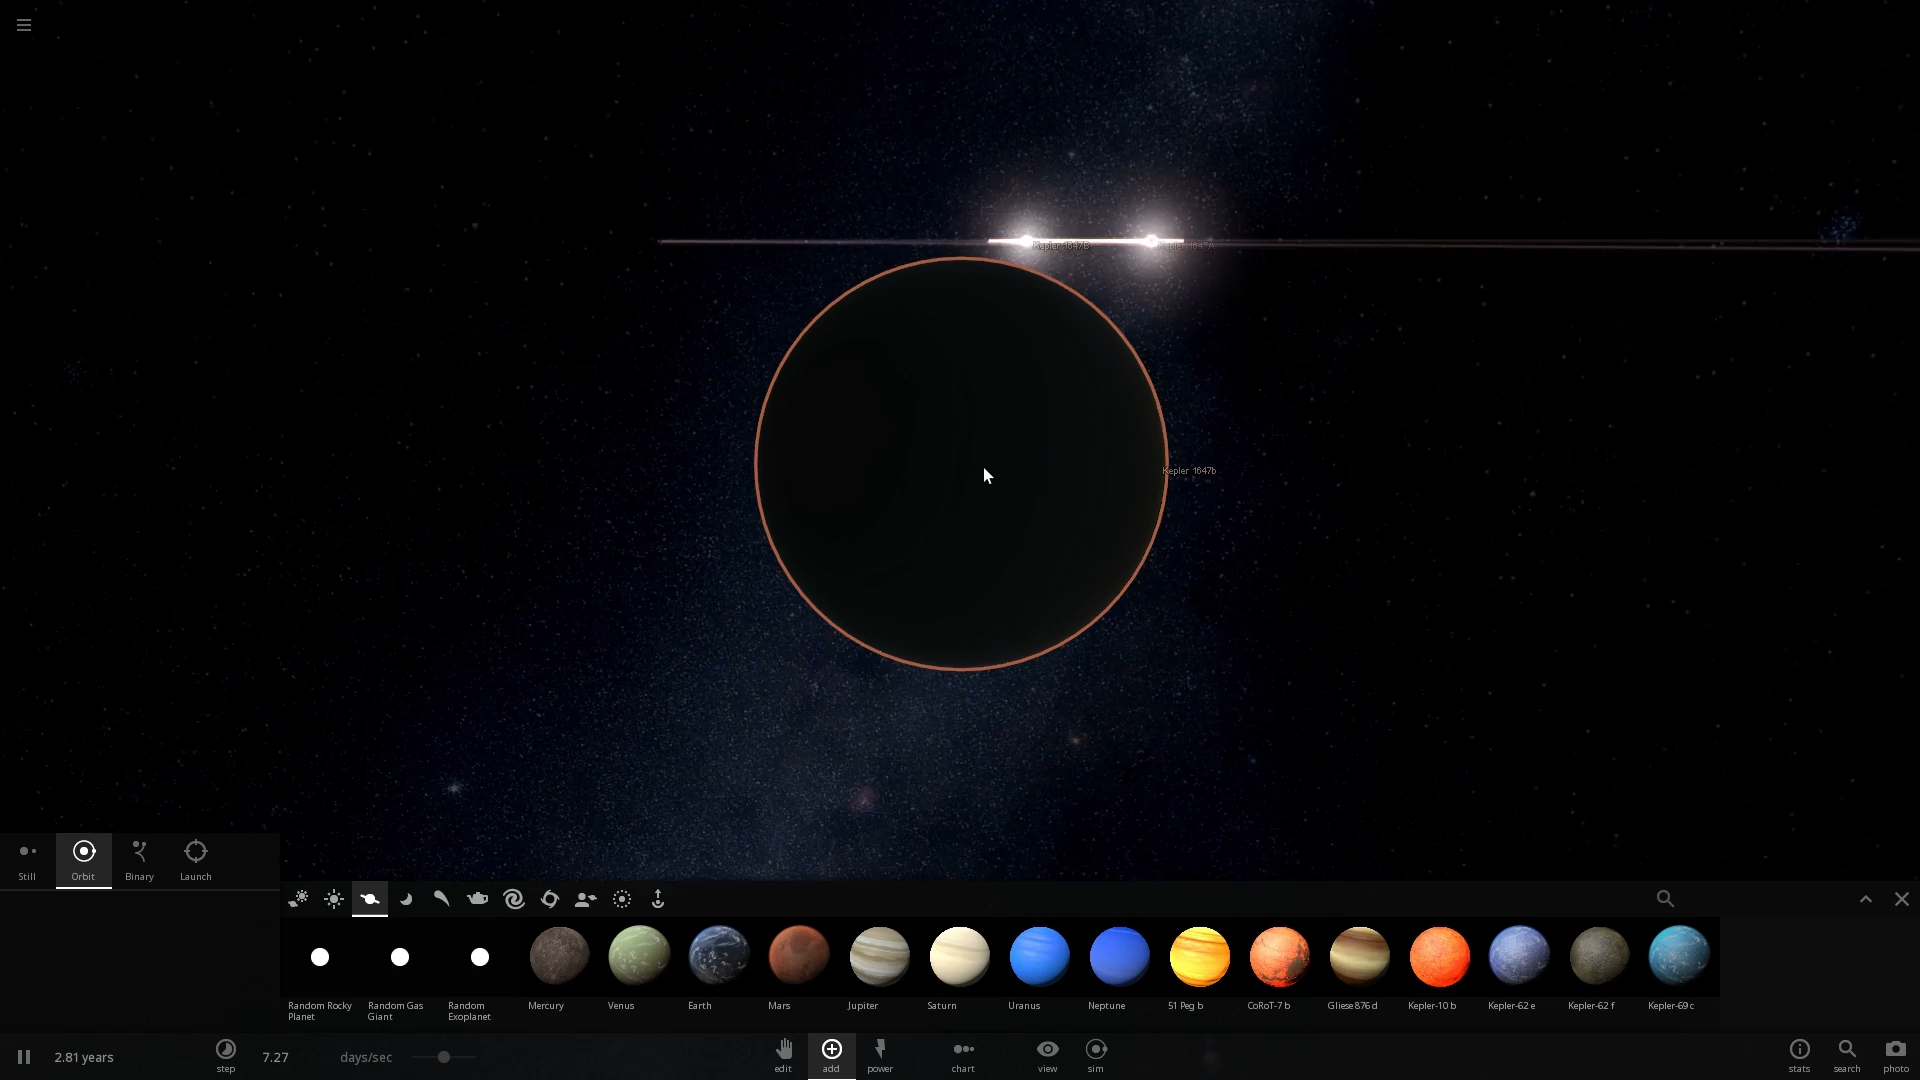 Kepler 1647B
Kepler 1647A
Kepler 1647b
Still
Orbit
Binary
Launch
Random Rocky
Planet
Random Gas
Giant
Random
Exoplanet
Mercury
Venus
Earth
Mars
Jupiter
Saturn
Uranus
Neptune
51 Peg b
CoRoT-7 b
Gliese 876 d
Kepler-10 b
Kepler-62 e
Kepler-62 f
Kepler-69 c
2.81 years
step
7.27
days/sec
edit
add
power
chart
view
sim
stats
search
photo